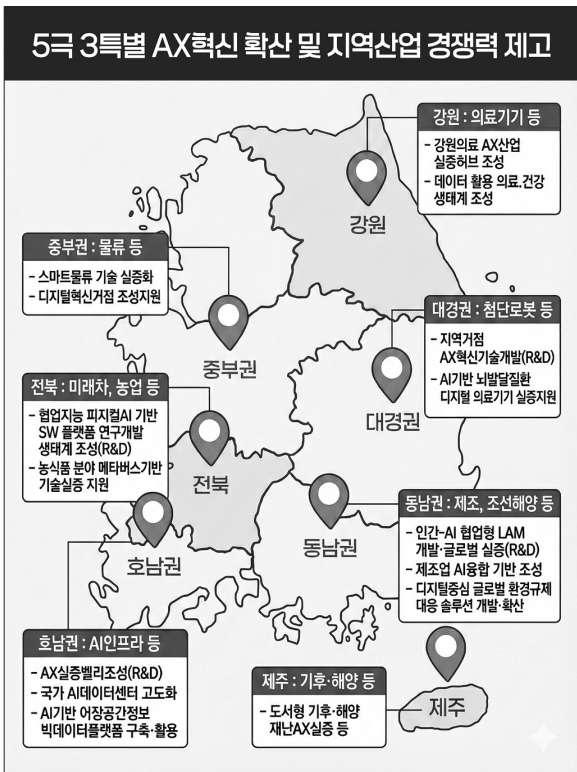 5극 3특별 AX혁신 확산 및 지역산업 경쟁력 제고
강원 : 의료기기 등
- 강원의료 AX산업
실증허브 조성
- 데이터 활용 의료.건강
생태계 조성
강원
중부권 : 물류 등
- 스마트물류 기술 실증화
- 디지털혁신거점 조성지원
중부권
대경권 : 첨단로봇 등
- 지역거점
AX혁신기술개발(R&D)
- AI기반 뇌발달질환
디지털 의료기기 실증지원
대경권
전북 : 미래차, 농업 등
- 협업지능 피지컬AI 기반
SW 플랫폼 연구개발
생태계 조성(R&D)
- 농식품 분야 메타버스기반
기술실증 지원
전북
동남권 : 제조, 조선해양 등
- 인간-AI 협업형 LAM
개발·글로벌 실증(R&D)
- 제조업 AI융합 기반 조성
- 디지털중심 글로벌 환경규제
대응 솔루션 개발·확산
동남권
호남권
호남권 : AI인프라 등
- AX실증벨리조성(R&D)
- 국가 AI데이터센터 고도화
- AI기반 어장공간정보
빅데이터플랫폼 구축·활용
제주 : 기후·해양 등
- 도서형 기후·해양
재난AX실증 등
제주